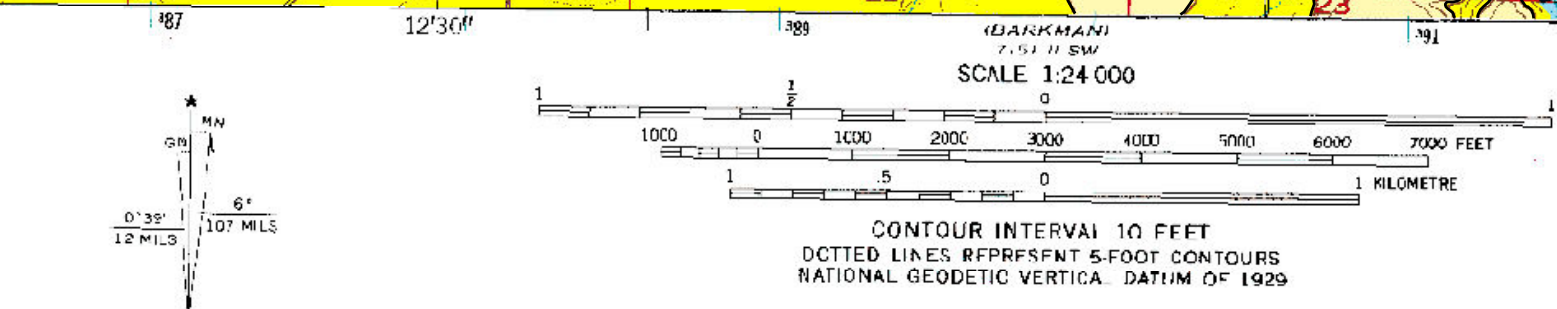 ³87 12'30" ³89 23 ³91
(BARKMAN)
SCALE 1:24 000
1 1/2 0 1
1000 0 1000 2000 3000 4000 5000 6000 7000 FEET
1 .5 0 1 KILOMETRE
★
MN
GN
0°39'
12 MILS
6°
107 MILS
CONTOUR INTERVAL 10 FEET
DOTTED LINES REPRESENT 5-FOOT CONTOURS
NATIONAL GEODETIC VERTICAL DATUM OF 1929